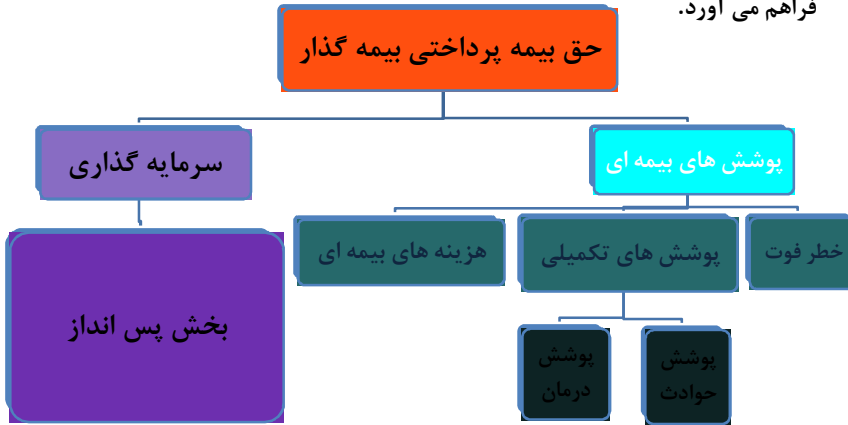 فراهم می آورد.
حق بیمه پرداختی بیمه گذار
پوشش های بیمه ای
سرمایه گذاری
خطر فوت
پوشش های تکمیلی
هزینه های بیمه ای
بخش پس انداز
پوشش
حوادث
پوشش
درمان